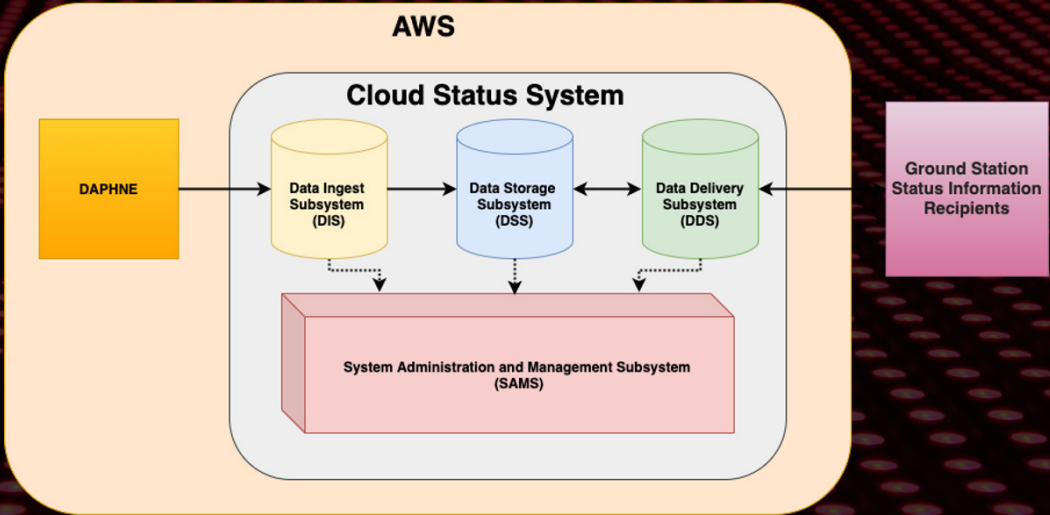 AWS
Cloud Status System
DAPHNE
Data Ingest
Subsystem
(DIS)
Data Storage
Subsystem
(DSS)
Data Delivery
Subsystem
(DDS)
Ground Station
Status Information
Recipients
System Administration and Management Subsystem
(SAMS)